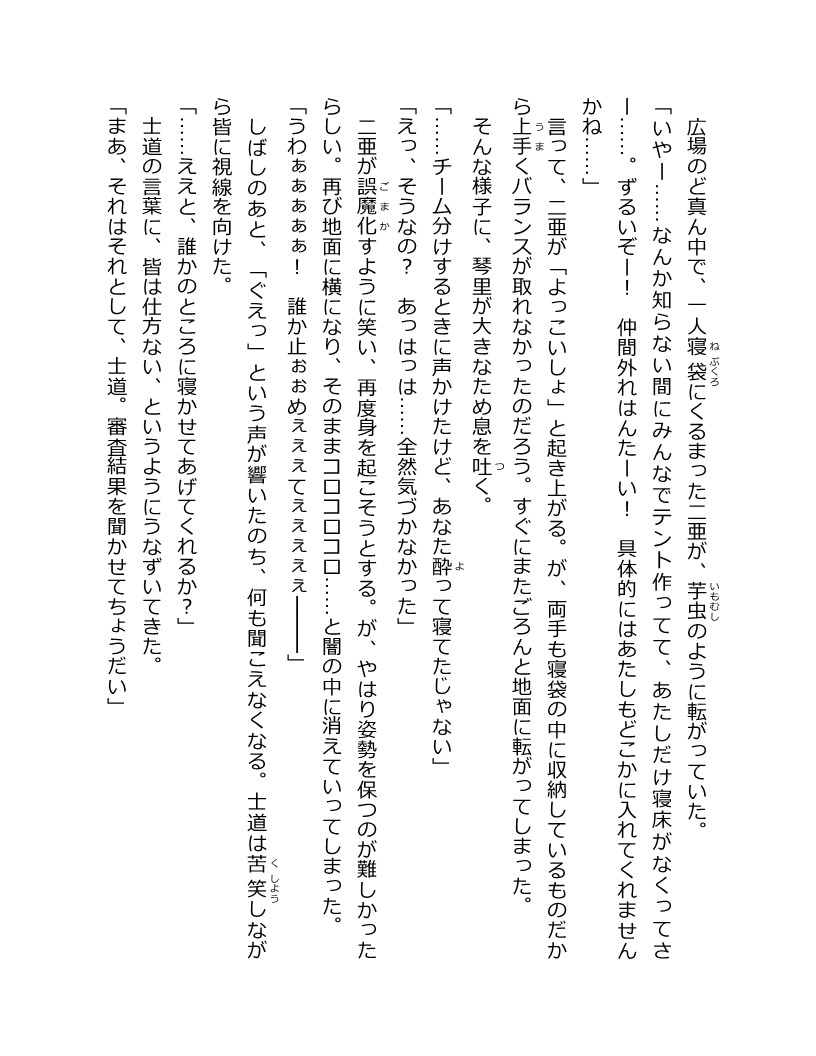 広場のど真ん中で、一人寝袋にくるまった二亜が、芋虫のように転がっていた。
「いやー……なんか知らない間にみんなでテント作ってて、あたしだけ寝床がなくってさ
ー……。ずるいぞー！　仲間外れはんたーい！　具体的にはあたしもどこかに入れてくれません
かね……」
言って、二亜が「よっこいしょ」と起き上がる。が、両手も寝袋の中に収納しているものだか
ら上手くバランスが取れなかったのだろう。すぐにまたごろんと地面に転がってしまった。
そんな様子に、琴里が大きなため息を吐く。
「……チーム分けするときに声かけたけど、あなた酔って寝てたじゃない」
「えっ、そうなの？　あっはっは……全然気づかなかった」
二亜が誤魔化すように笑い、再度身を起こそうとする。が、やはり姿勢を保つのが難しかった
らしい。再び地面に横になり、そのままコロコロコロ……と闇の中に消えていってしまった。
「うわぁぁぁぁぁ！　誰か止ぉぉめぇぇぇてぇぇぇぇぇ――」
しばしのあと、「ぐえっ」という声が響いたのち、何も聞こえなくなる。士道は苦笑しなが
ら皆に視線を向けた。
「……ええと、誰かのところに寝かせてあげてくれるか？」
士道の言葉に、皆は仕方ない、というようにうなずいてきた。
「まあ、それはそれとして、士道。審査結果を聞かせてちょうだい」